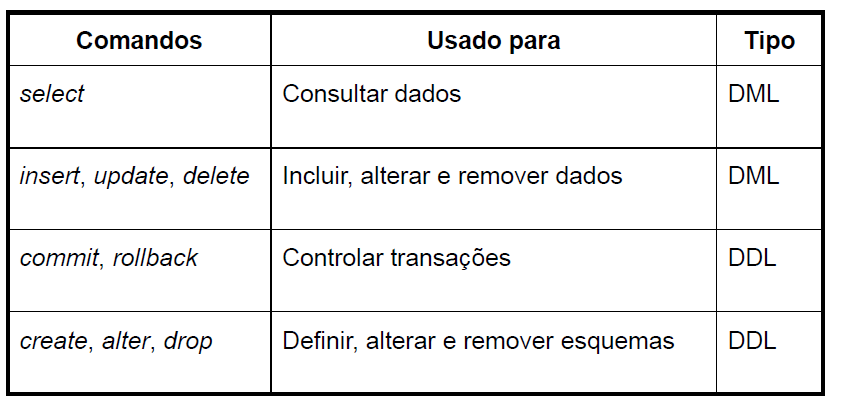 Comandos Usado para Tipo
select Consultar dados DML
insert, update, delete Incluir, alterar e remover dados DML
commit, rollback Controlar transações DDL
create, alter, drop Definir, alterar e remover esquemas DDL